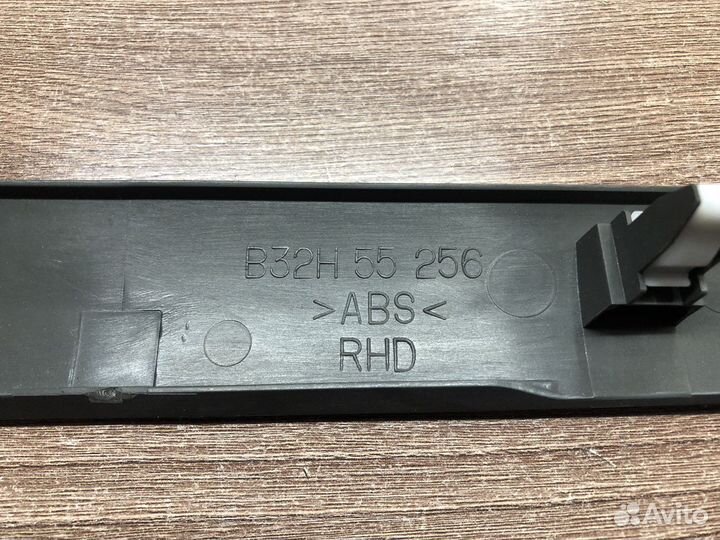 B32H 55 256
>ABS<
RHD
Avito